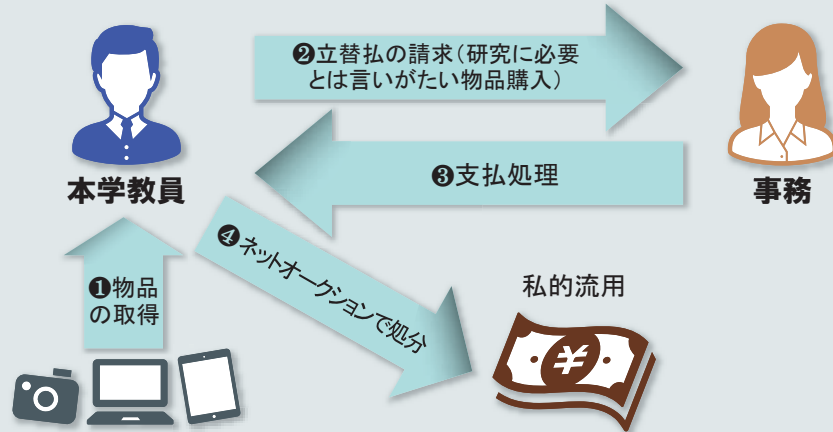 ❷立替払の請求（研究に必要
とは言いがたい物品購入）
❸支払処理
本学教員
事務
❹ネットオークションで処分
❶物品
の取得
私的流用
¥